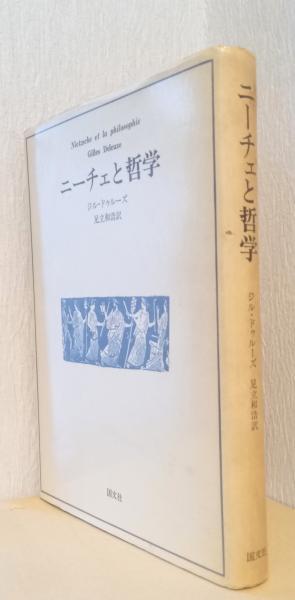 Nietzsche et la philosophie
Gilles Deleuze
ニーチェと哲学
ジル・ドゥルーズ
足立和浩訳
国文社
ニーチェと哲学
ジル・ドゥルーズ 足立和浩訳
国文社